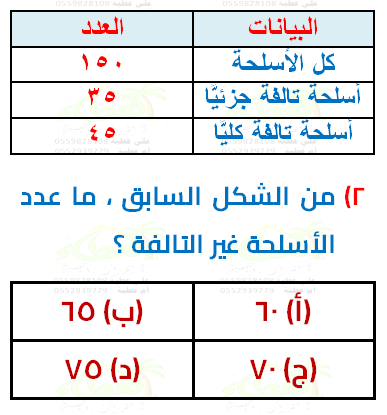 البيانات العدد
كل الأسلحة ١٥٠
أسلحة تالفة جزئيًّا ٣٥
أسلحة تالفة كليًّا ٤٥
٢) من الشكل السابق ، ما عدد
الأسلحة غير التالفة ؟
(أ) ٦٠ (ب) ٦٥
(ج) ٧٠ (د) ٧٥